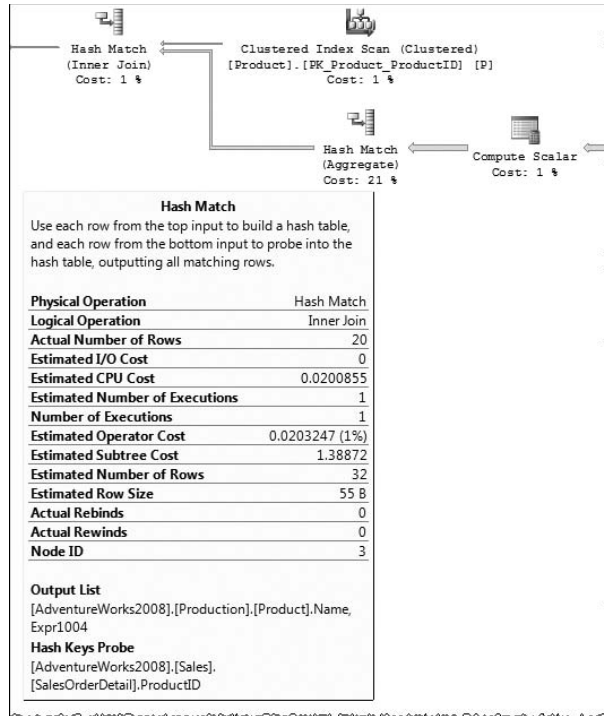 Hash Match
(Inner Join)
Cost: 1 %
Clustered Index Scan (Clustered)
[Product].[PK_Product_ProductID] [P]
Cost: 1 %
Hash Match
(Aggregate)
Cost: 21 %
Compute Scalar
Cost: 1 %
Hash Match
Use each row from the top input to build a hash table,
and each row from the bottom input to probe into the
hash table, outputting all matching rows.
Physical Operation Hash Match
Logical Operation Inner Join
Actual Number of Rows 20
Estimated I/O Cost 0
Estimated CPU Cost 0.0200855
Estimated Number of Executions 1
Number of Executions 1
Estimated Operator Cost 0.0203247 (1%)
Estimated Subtree Cost 1.38872
Estimated Number of Rows 32
Estimated Row Size 55 B
Actual Rebinds 0
Actual Rewinds 0
Node ID 3
Output List
[AdventureWorks2008].[Production].[Product].Name,
Expr1004
Hash Keys Probe
[AdventureWorks2008].[Sales].
[SalesOrderDetail].ProductID